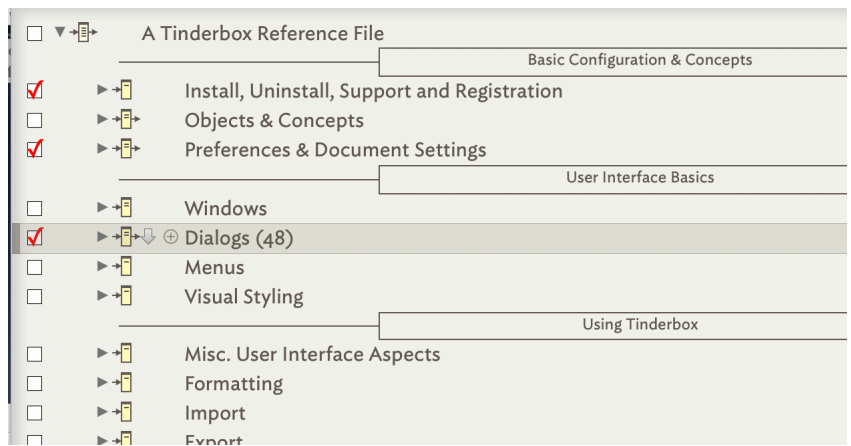 A Tinderbox Reference File
Basic Configuration & Concepts
Install, Uninstall, Support and Registration
Objects & Concepts
Preferences & Document Settings
User Interface Basics
Windows
Dialogs (48)
Menus
Visual Styling
Using Tinderbox
Misc. User Interface Aspects
Formatting
Import
Export